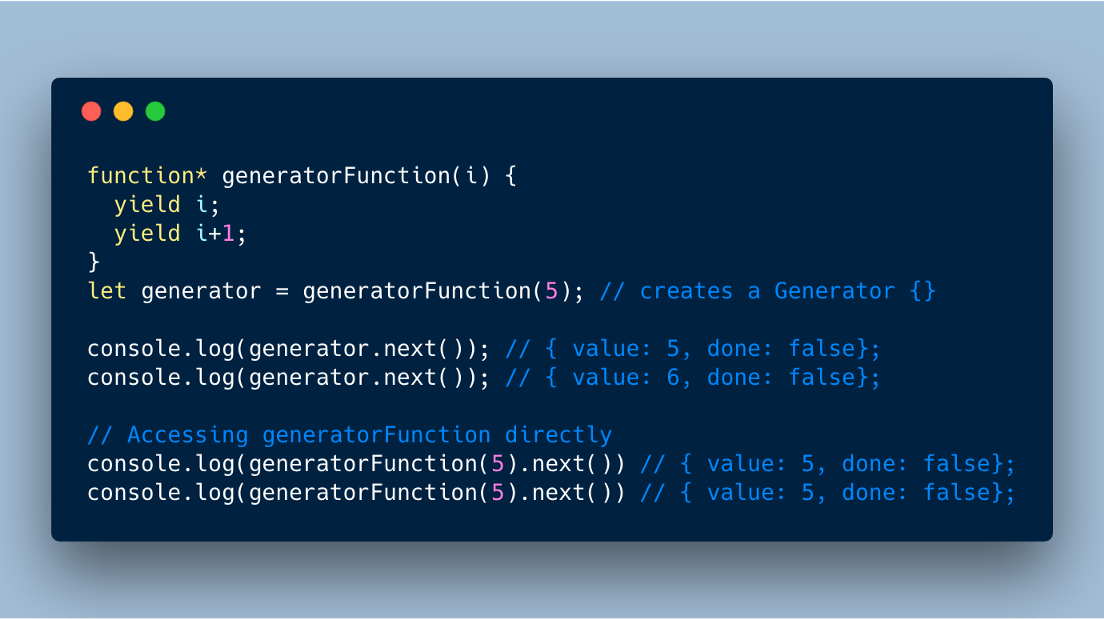 function* generatorFunction(i) {
  yield i;
  yield i+1;
}
let generator = generatorFunction(5); // creates a Generator {}

console.log(generator.next()); // { value: 5, done: false};
console.log(generator.next()); // { value: 6, done: false};

// Accessing generatorFunction directly
console.log(generatorFunction(5).next()) // { value: 5, done: false};
console.log(generatorFunction(5).next()) // { value: 5, done: false};